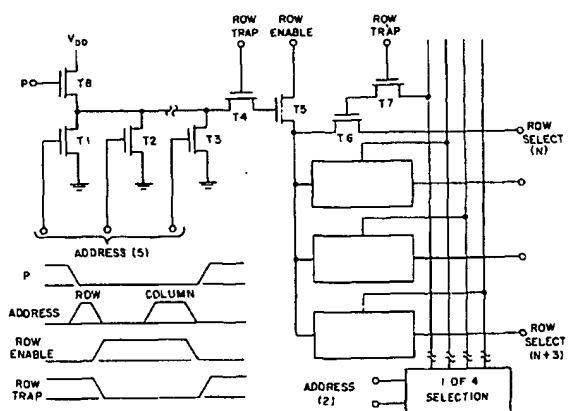 ROW TRAP
ROW ENABLE
ROW TRAP
VDD
P
T8
T4
T5
T7
T1
T2
T3
T6
ROW SELECT (N)
ADDRESS (5)
P
ROW
COLUMN
ADDRESS
ROW ENABLE
ROW TRAP
ROW SELECT (N+3)
ADDRESS (2)
1 OF 4 SELECTION